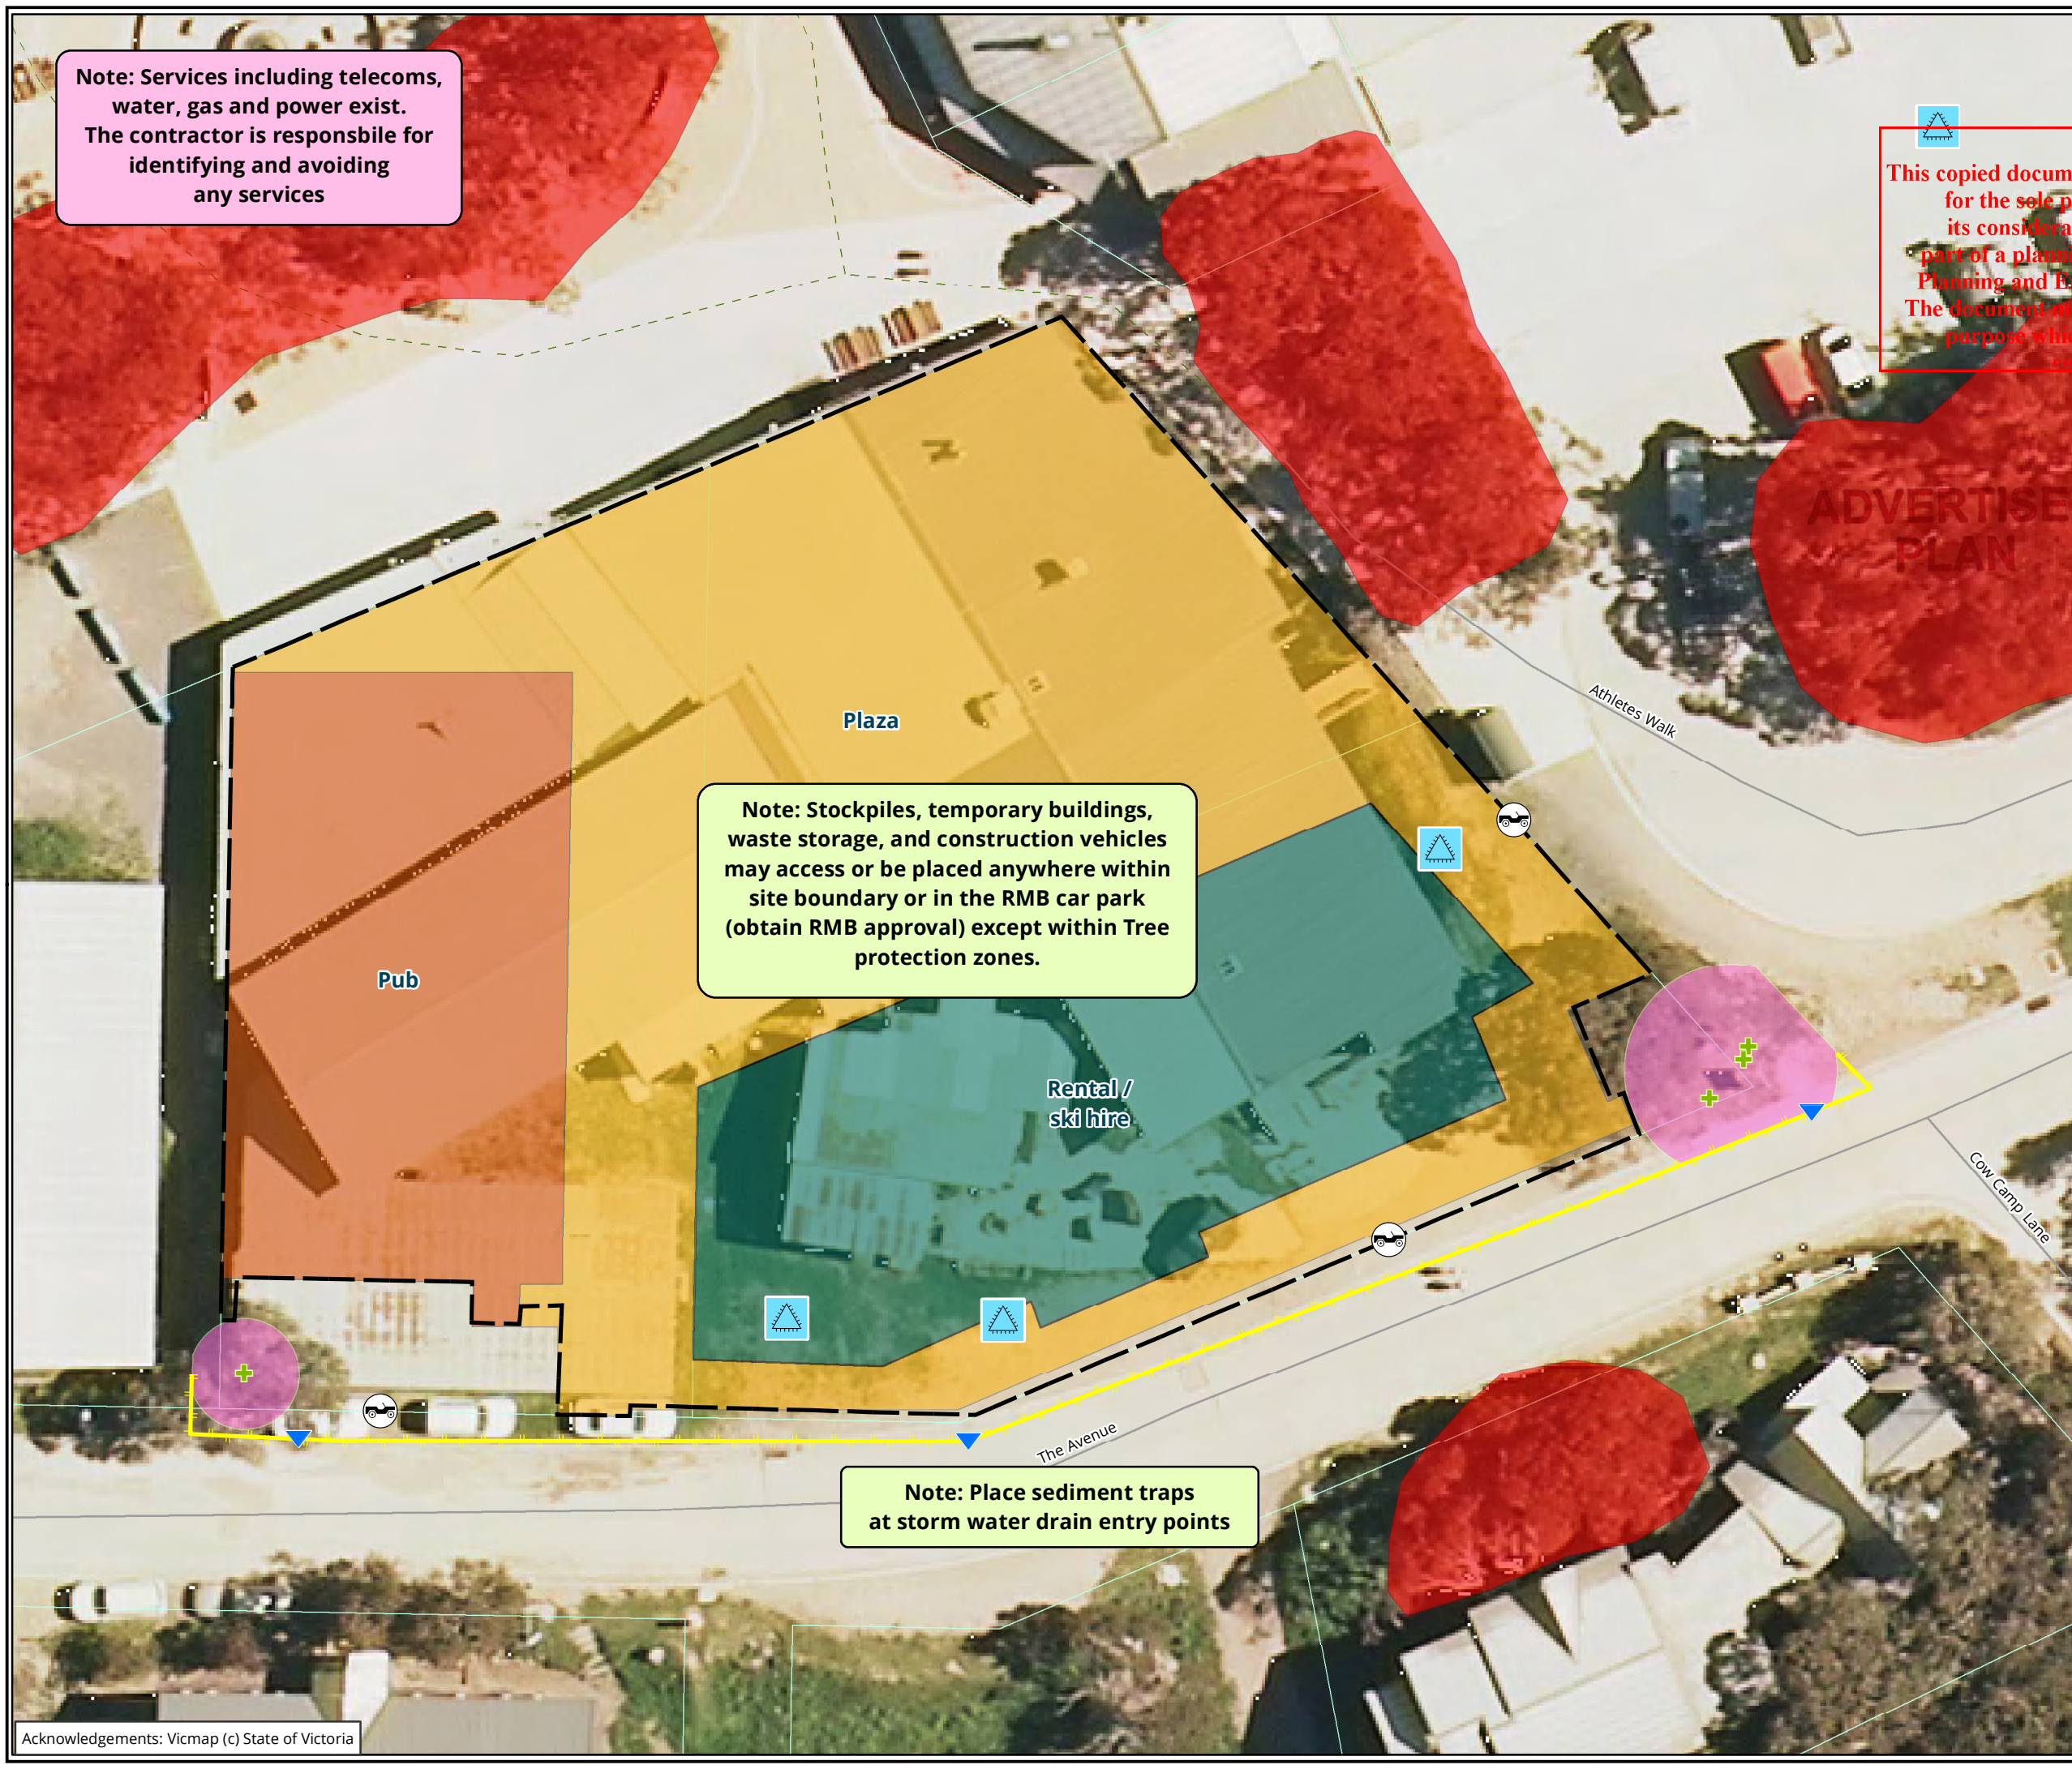 Note: Services including telecoms,
water, gas and power exist.
The contractor is responsbile for
identifying and avoiding
any services
This copied docum
for the sole p
its considera
part of a planni
Planning and E
The document m
purpose whi
ADVERTISE
PLAN
Athletes Walk
Plaza
Note: Stockpiles, temporary buildings,
waste storage, and construction vehicles
may access or be placed anywhere within
site boundary or in the RMB car park
(obtain RMB approval) except within Tree
protection zones.
Pub
Rental /
ski hire
Cow Camp Lane
The Avenue
Note: Place sediment traps
at storm water drain entry points
Acknowledgements: Vicmap (c) State of Victoria